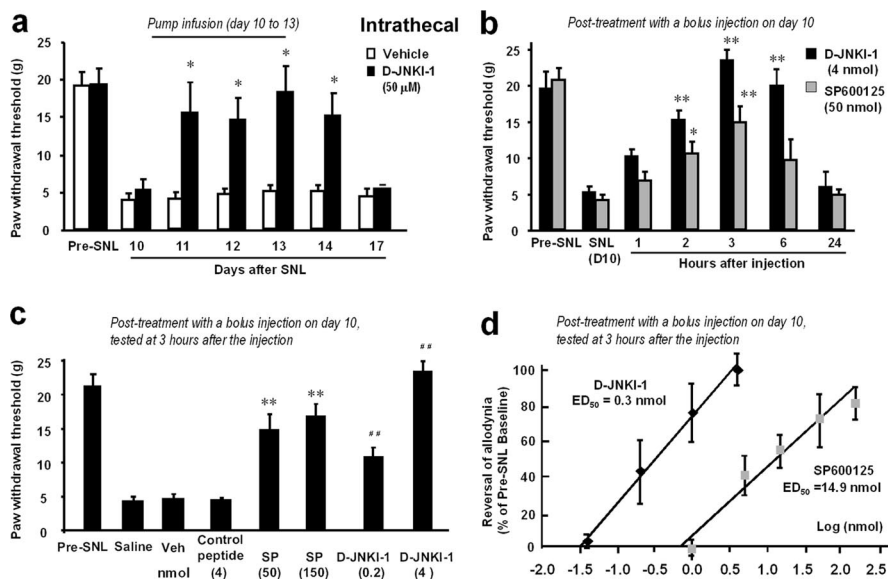 a
Pump infusion (day 10 to 13)
Intrathecal
Vehicle
D-JNKI-1
(50 µM)
Paw withdrawal threshold (g)
25
20
15
10
5
0
*
*
*
*
Pre-SNL
10
11
12
13
14
17
Days after SNL
b
Post-treatment with a bolus injection on day 10
D-JNKI-1
(4 nmol)
SP600125
(50 nmol)
Paw withdrawal threshold (g)
25
20
15
10
5
0
**
*
**
**
**
Pre-SNL
SNL
(D10)
1
2
3
6
24
Hours after injection
c
Post-treatment with a bolus injection on day 10,
tested at 3 hours after the injection
Paw withdrawal threshold (g)
25
20
15
10
5
0
**
**
##
##
Pre-SNL
Saline
Veh
nmol
Control
peptide
(4)
SP
(50)
SP
(150)
D-JNKI-1
(0.2)
D-JNKI-1
(4 )
d
Post-treatment with a bolus injection on day 10,
tested at 3 hours after the injection
Reversal of allodynia
(% of Pre-SNL Baseline)
100
80
60
40
20
0
D-JNKI-1
ED50 = 0.3 nmol
SP600125
ED50 =14.9 nmol
Log (nmol)
-2.0
-1.5
-1.0
-0.5
0.0
0.5
1.0
1.5
2.0
2.5